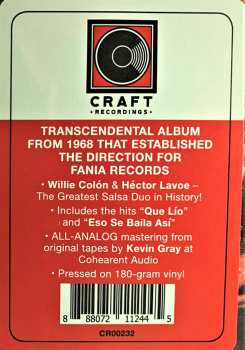 CRAFT
• RECORDINGS •
TRANSCENDENTAL ALBUM
FROM 1968 THAT ESTABLISHED
THE DIRECTION FOR
FANIA RECORDS
• Willie Colón & Héctor Lavoe –
The Greatest Salsa Duo in History!
• Includes the hits “Que Lío” and
“Eso Se Baila Así”
• ALL-ANALOG mastering from
original tapes by Kevin Gray at
Cohearent Audio
• Pressed on 180-gram vinyl
8 88072 11244 5
CR00232